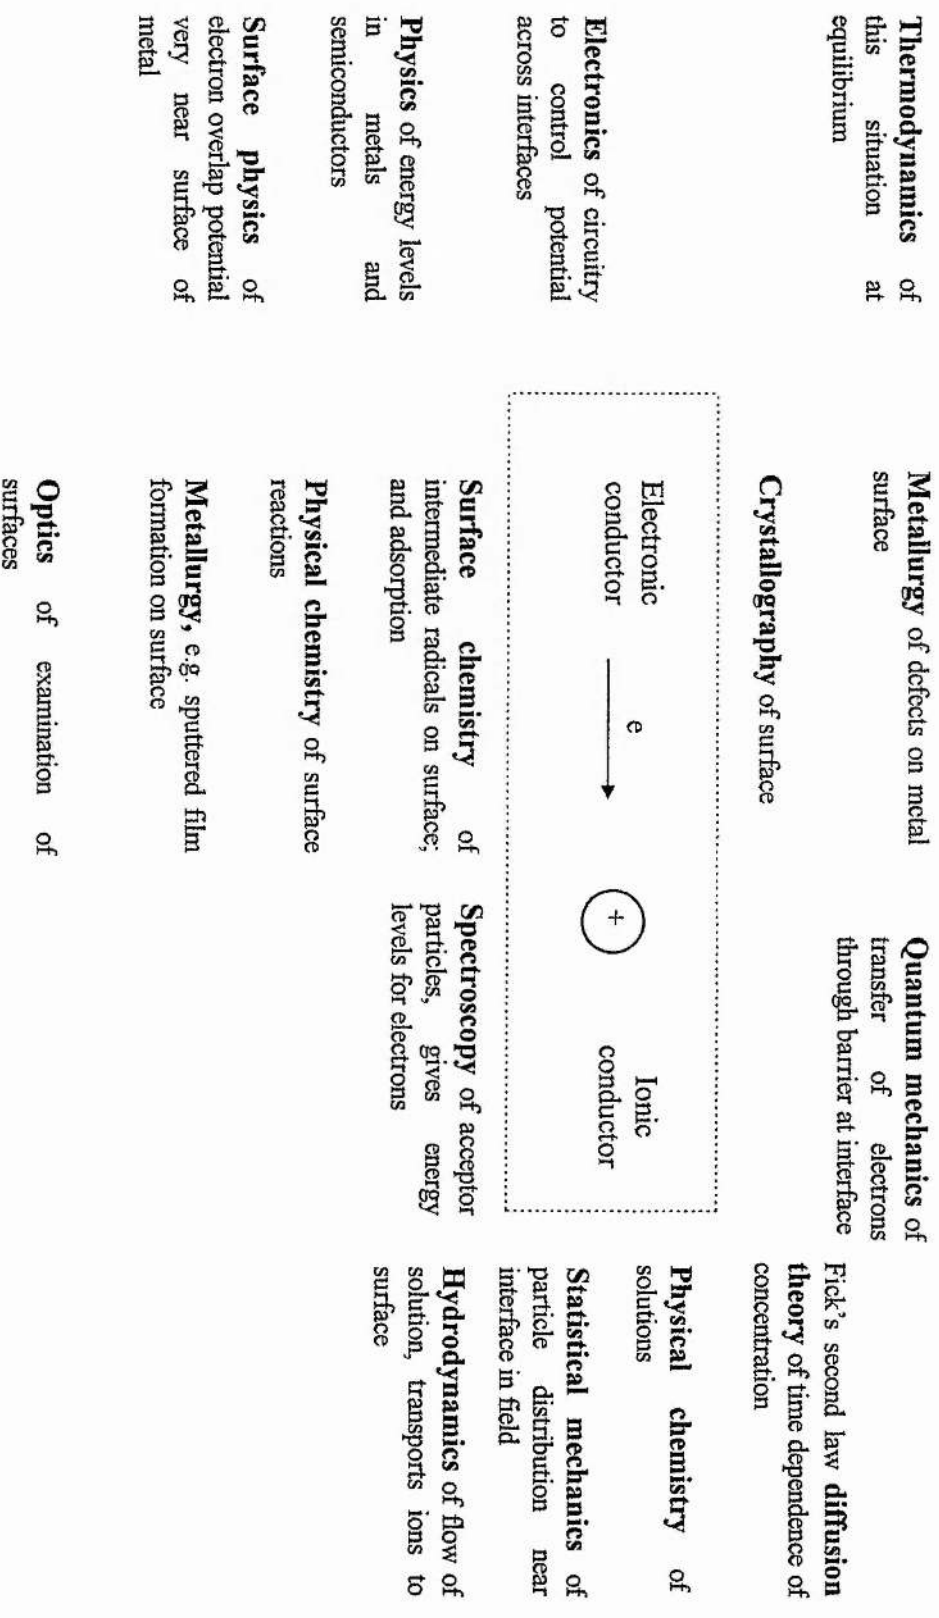 Thermodynamics of
this situation at
equilibrium
Metallurgy of defects on metal
surface
Quantum mechanics of
transfer of electrons
through barrier at interface
Fick's second law diffusion
theory of time dependence of
concentration
Crystallography of surface
Electronics of circuitry
to control potential
across interfaces
Electronic
conductor
e
+
Ionic
conductor
Physical chemistry of
solutions
Statistical mechanics of
particle distribution near
interface in field
Physics of energy levels
in metals and
semiconductors
Surface chemistry of
intermediate radicals on surface;
and adsorption
Spectroscopy of acceptor
particles, gives energy
levels for electrons
Hydrodynamics of flow of
solution, transports ions to
surface
Surface physics of
electron overlap potential
very near surface of
metal
Physical chemistry of surface
reactions
Metallurgy, e.g. sputtered film
formation on surface
Optics of examination of
surfaces